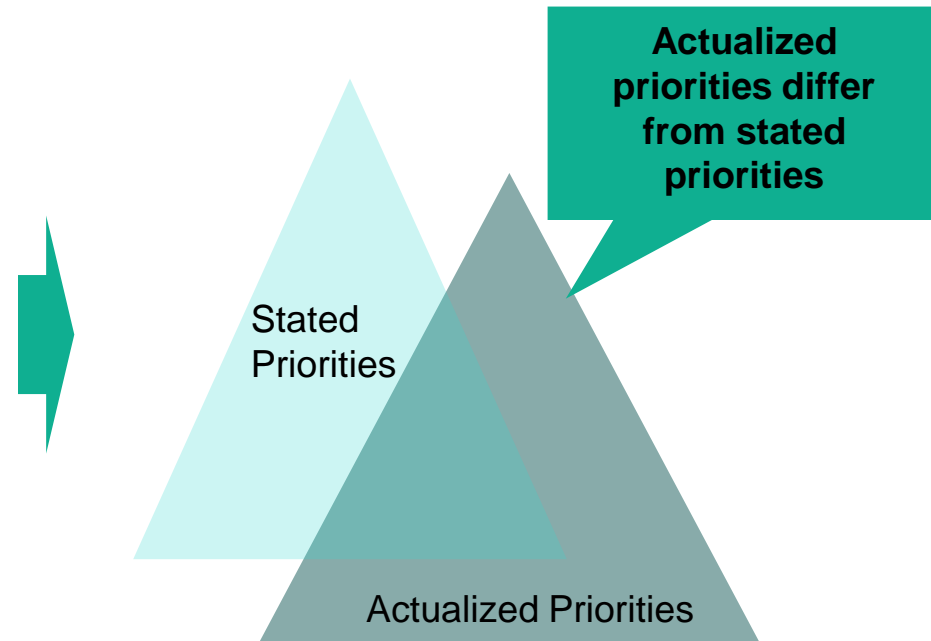 Actualized
priorities differ
from stated
priorities
Stated
Priorities
Actualized Priorities